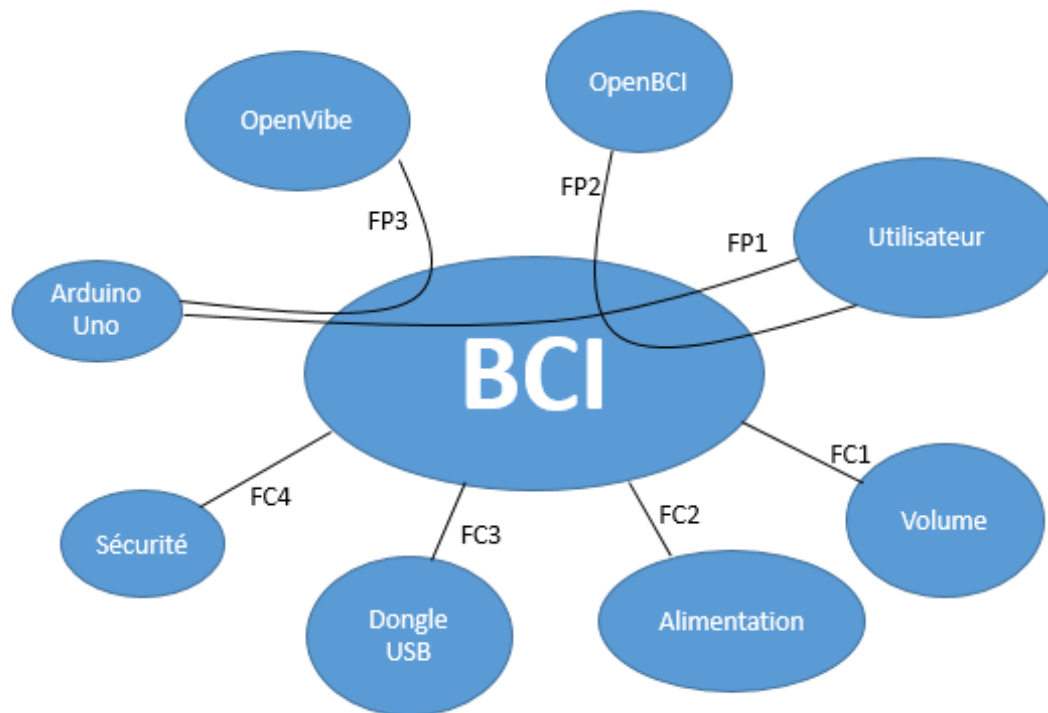 OpenBCI
OpenVibe
FP2
FP3
FP1
Utilisateur
Arduino
Uno
BCI
FC1
FC4
FC3
FC2
Volume
Sécurité
Dongle
USB
Alimentation